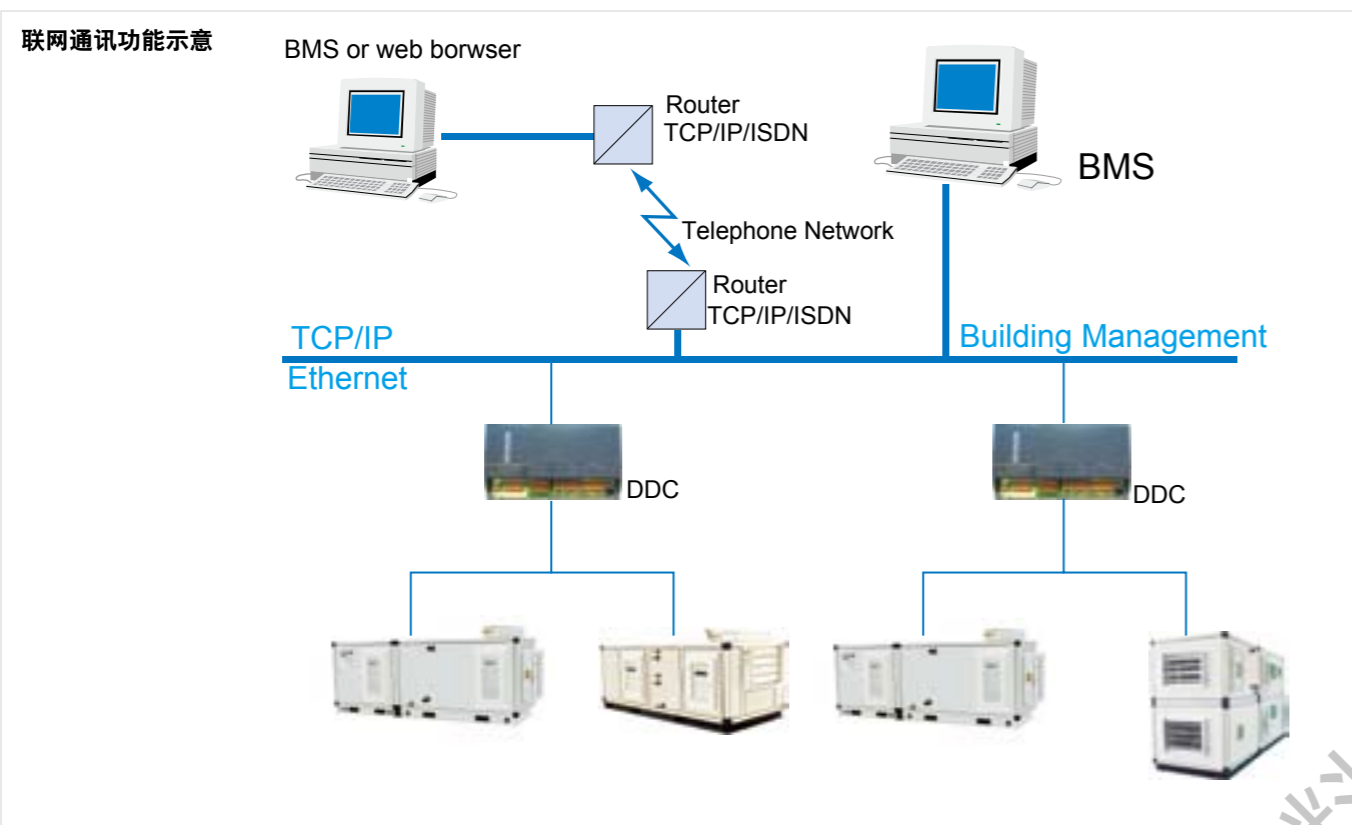 联网通讯功能示意
BMS or web borwser
Router
TCP/IP/ISDN
BMS
Telephone Network
Router
TCP/IP/ISDN
TCP/IP
Building Management
Ethernet
DDC
DDC